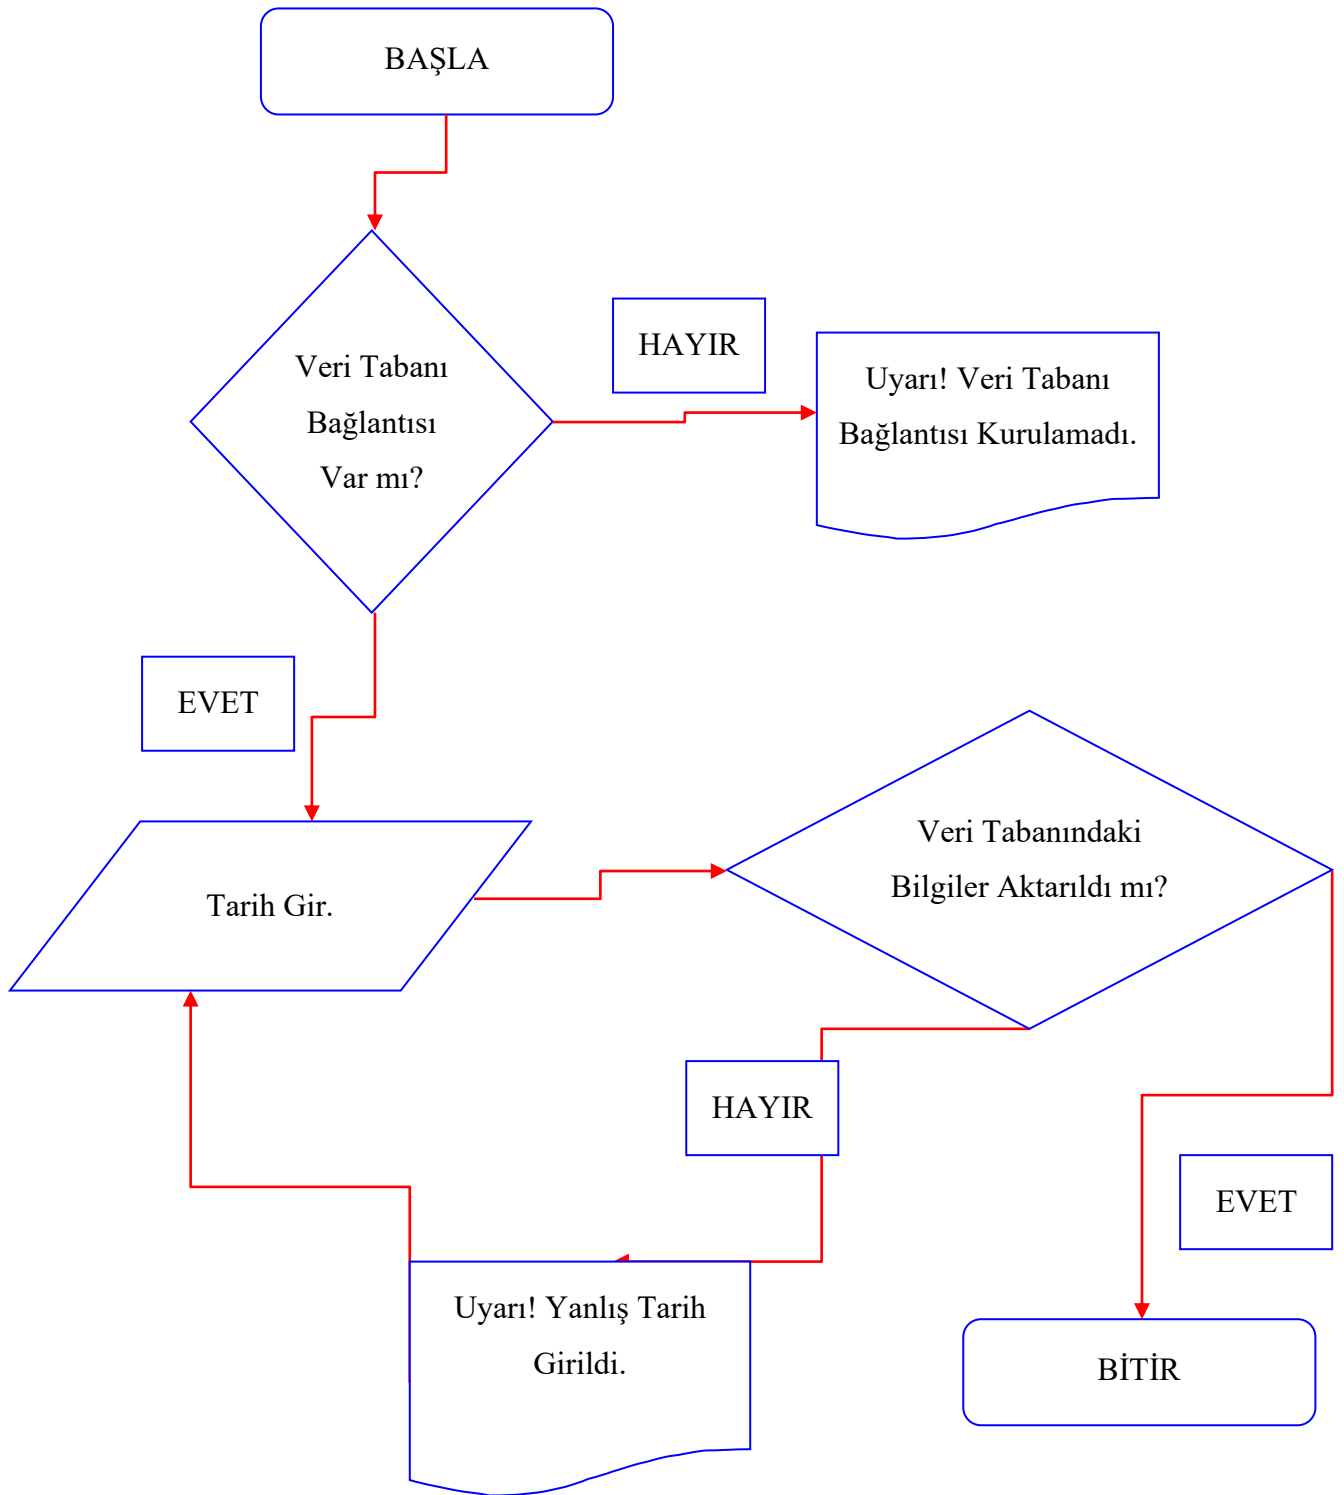 BAŞLA
HAYIR
Veri Tabanı
Bağlantısı
Var mı?
Uyarı! Veri Tabanı
Bağlantısı Kurulamadı.
EVET
Veri Tabanındaki
Bilgiler Aktarıldı mı?
Tarih Gir.
HAYIR
EVET
Uyarı! Yanlış Tarih
Girildi.
BİTİR